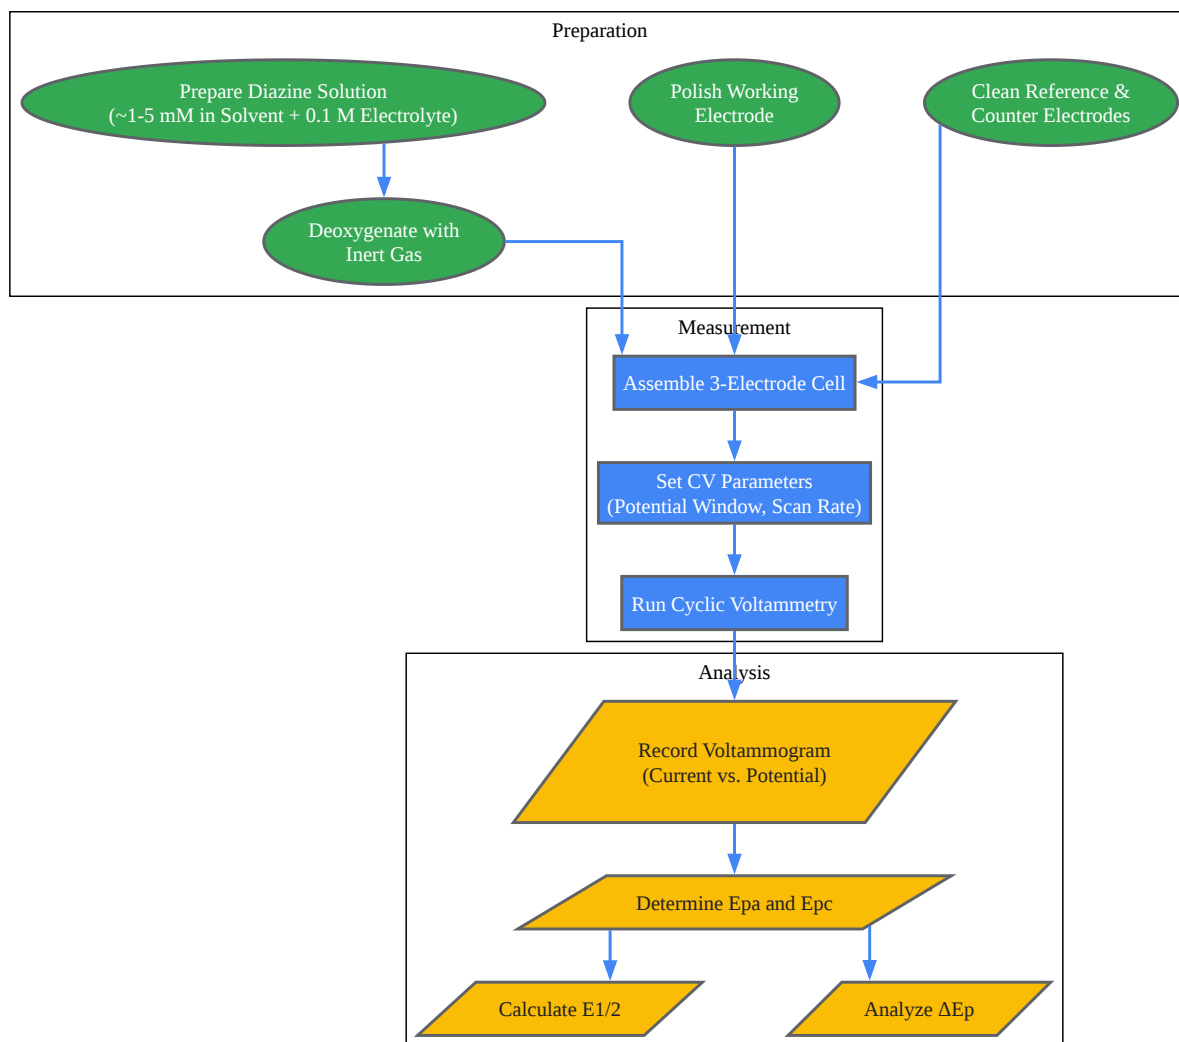 Preparation
Prepare Diazine Solution
(~1-5 mM in Solvent + 0.1 M Electrolyte)
Polish Working
Electrode
Clean Reference &
Counter Electrodes
Deoxygenate with
Inert Gas
Measurement
Assemble 3-Electrode Cell
Set CV Parameters
(Potential Window, Scan Rate)
Run Cyclic Voltammetry
Analysis
Record Voltammogram
(Current vs. Potential)
Determine Epa and Epc
Calculate E1/2
Analyze ΔEp